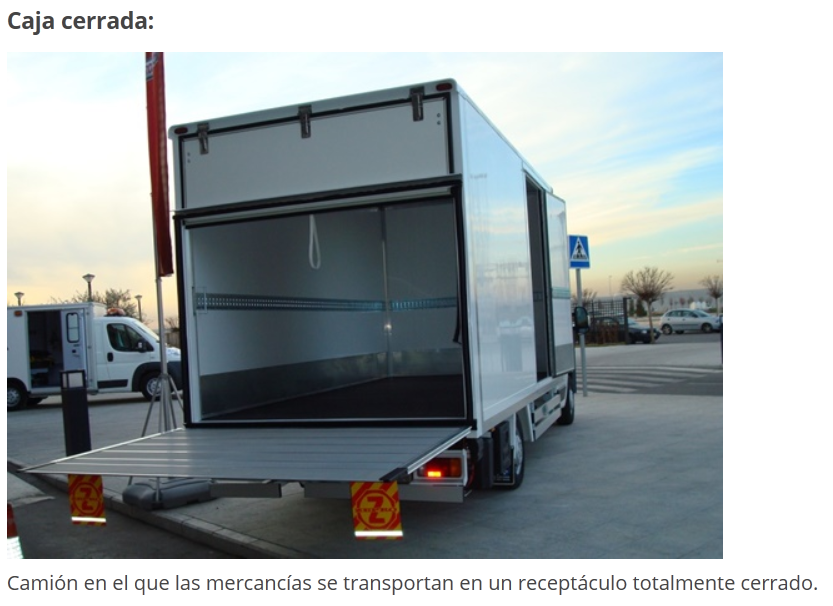 Caja cerrada:
Z
Z
Camión en el que las mercancías se transportan en un receptáculo totalmente cerrado.